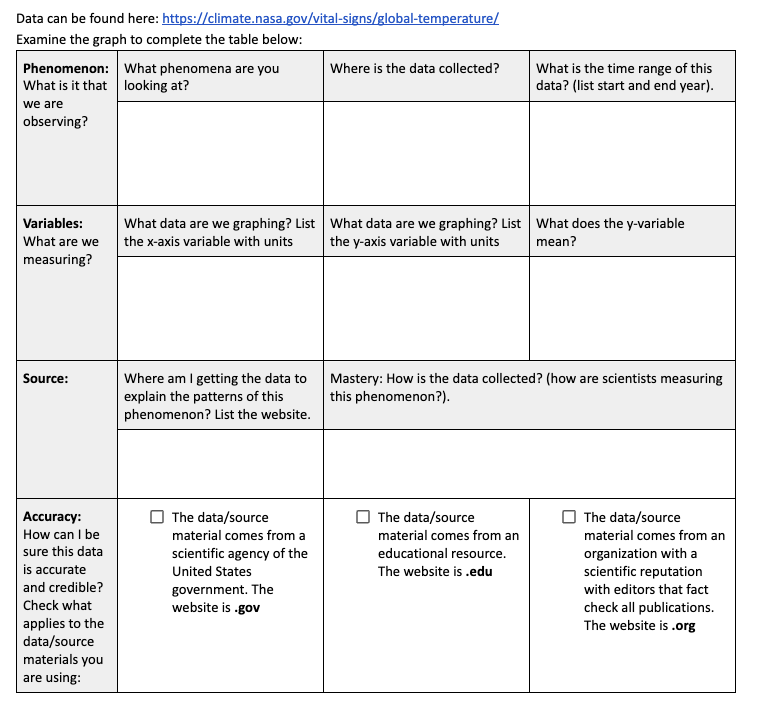 Data can be found here: https://climate.nasa.gov/vital-signs/global-temperature/
Examine the graph to complete the table below:
Phenomenon:
What is it that
we are
observing?
What phenomena are you
looking at?
Where is the data collected?
What is the time range of this
data? (list start and end year).
Variables:
What are we
measuring?
What data are we graphing? List
the x-axis variable with units
What data are we graphing? List
the y-axis variable with units
What does the y-variable
mean?
Source:
Where am I getting the data to
explain the patterns of this
phenomenon? List the website.
Mastery: How is the data collected? (how are scientists measuring
this phenomenon?).
Accuracy:
How can I be
sure this data
is accurate
and credible?
Check what
applies to the
data/source
materials you
are using:
The data/source
material comes from a
scientific agency of the
United States
government. The
website is .gov
The data/source
material comes from an
educational resource.
The website is .edu
The data/source
material comes from an
organization with a
scientific reputation
with editors that fact
check all publications.
The website is .org